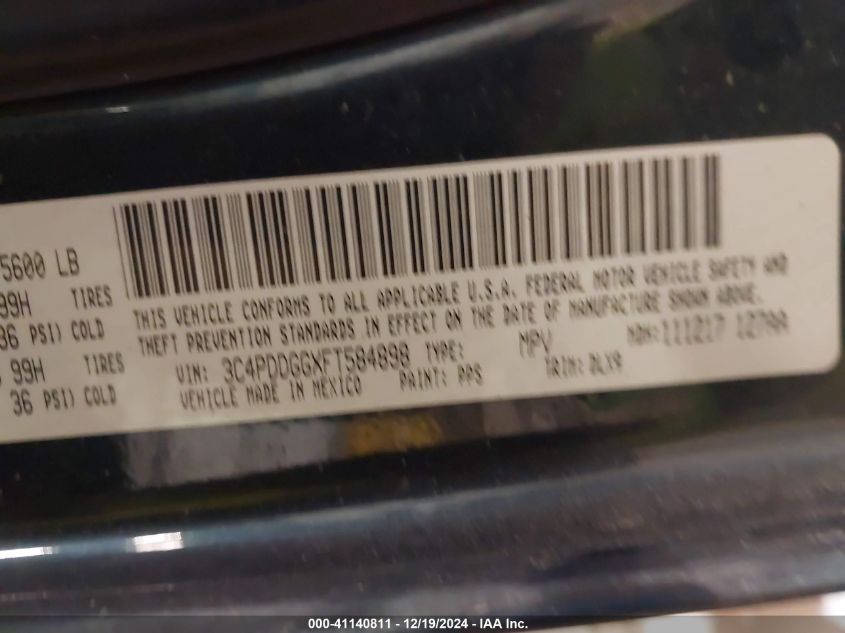 5600 LB
99H TIRES
36 PSI) COLD
99H TIRES
36 PSI) COLD
THIS VEHICLE CONFORMS TO ALL APPLICABLE U.S.A. FEDERAL MOTOR VEHICLE SAFETY AND
THEFT PREVENTION STANDARDS IN EFFECT ON THE DATE OF MANUFACTURE SHOWN ABOVE.
VIN: 3C4PDDGGXFT584898 TYPE: MPV MDH: 111217 127AA
VEHICLE MADE IN MEXICO PAINT: PPS TRIM: DLX9
000-41140811 - 12/19/2024 - IAA Inc.